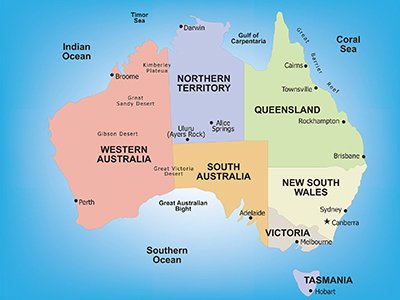 Timor
Sea
Darwin
Gulf of
Carpentaria
Coral
Sea
Indian
Ocean
Kimberley
Plateua
Broome
Great
Sandy Desert
NORTHERN
TERRITORY
Cairns
Great
Barrier
Reef
Townsville
QUEENSLAND
Rockhampton
Gibson Desert
Uluru
(Ayers Rock)
Alice
Springs
WESTERN
AUSTRALIA
Great Victoria
Desert
SOUTH
AUSTRALIA
Brisbane
NEW SOUTH
WALES
Perth
Great Australian
Bight
Adelaide
Sydney
Canberra
VICTORIA
Melbourne
Southern
Ocean
TASMANIA
Hobart